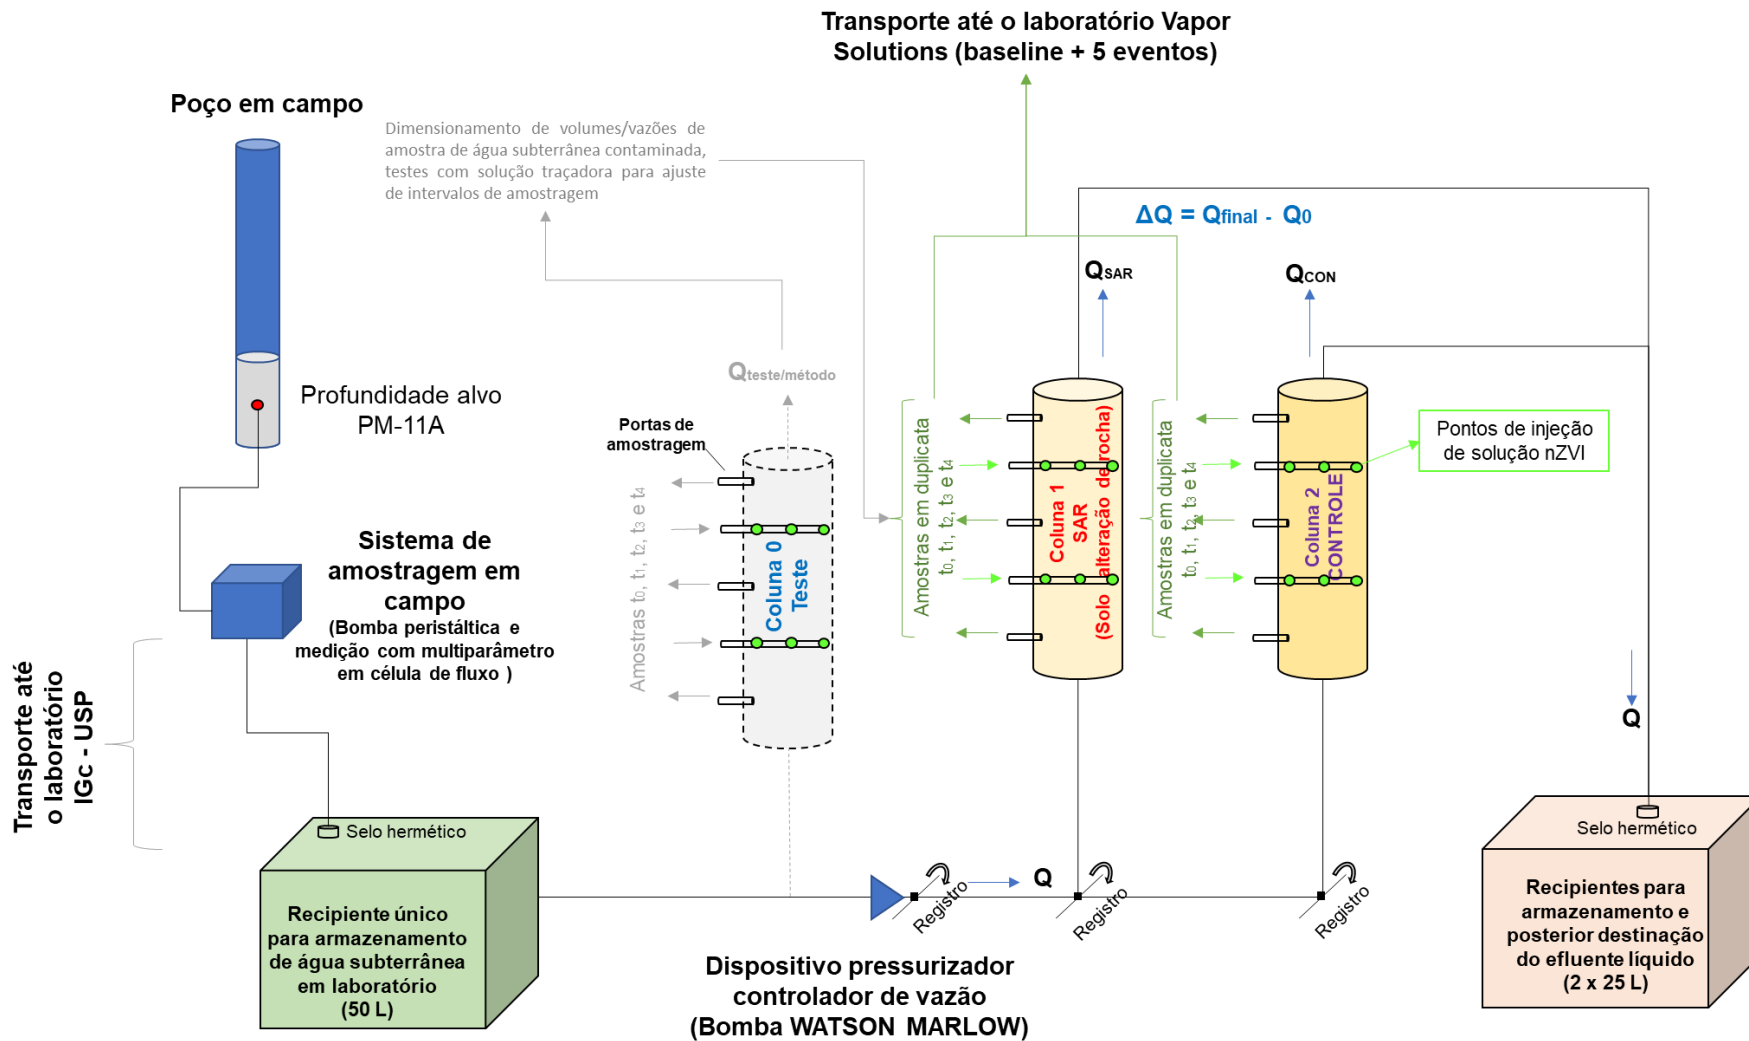 Transporte até o laboratório Vapor
Solutions (baseline + 5 eventos)
Poço em campo
Dimensionamento de volumes/vazões de
amostra de água subterrânea contaminada,
testes com solução traçadora para ajuste
de intervalos de amostragem
ΔQ = Qfinal - Q0
QSAR
QCON
Qteste/método
Profundidade alvo
PM-11A
Portas de
amostragem
Amostras t0, t1, t2, t3 e t4
Coluna 0
Teste
Amostras em duplicata
t0, t1, t2, t3 e t4
Coluna 1
SAR
(Solo alteração de rocha)
Amostras em duplicata
t0, t1, t2, t3 e t4
Coluna 2
CONTROLE
Pontos de injeção
de solução nZVI
Sistema de
amostragem em
campo
(Bomba peristáltica e
medição com multiparâmetro
em célula de fluxo )
Transporte até
o laboratório
IGc - USP
Selo hermético
Recipiente único
para armazenamento
de água subterrânea
em laboratório
(50 L)
Registro
Q
Registro
Registro
Dispositivo pressurizador
controlador de vazão
(Bomba WATSON MARLOW)
Q
Selo hermético
Recipientes para
armazenamento e
posterior destinação
do efluente líquido
(2 x 25 L)